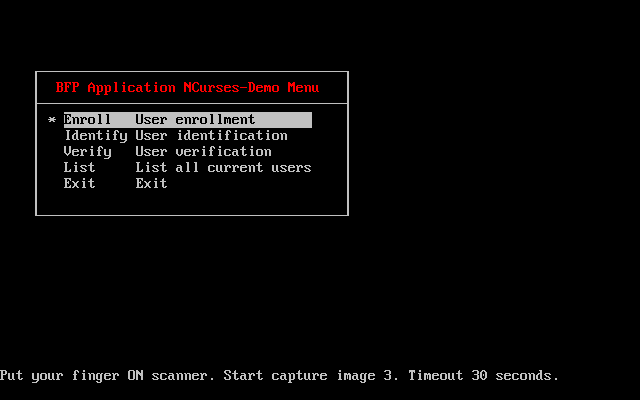 BFP Application NCurses-Demo Menu
* Enroll User enrollment
Identify User identification
Verify User verification
List List all current users
Exit Exit
Put your finger ON scanner. Start capture image 3. Timeout 30 seconds.